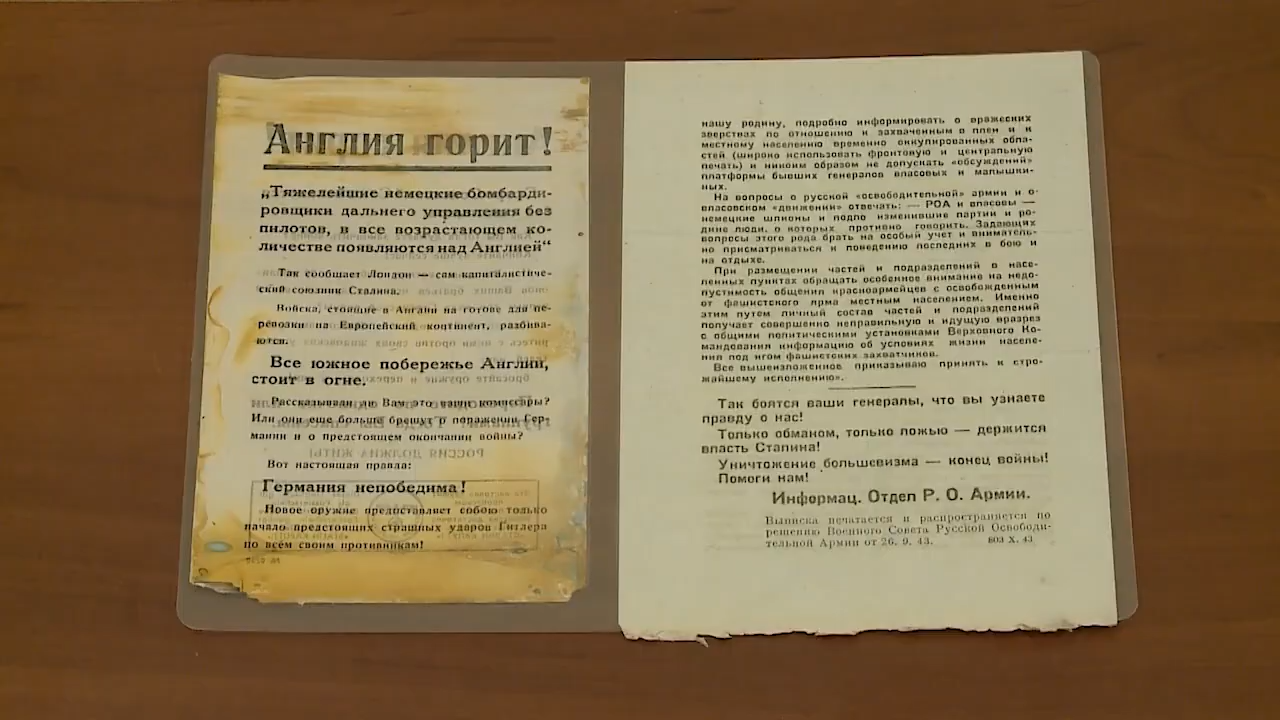 Англия горит!
„Тяжелейшие немецкие бомбарди-
ровщики дальнего управления без
пилотов, в все возрастающем ко-
личестве появляются над Англией“
Так сообщает Лондон — сам капиталистиче-
ский союзник Сталина.
Войска, стоящие в Англии на готове для пе-
ревозки на Европейский континент, разбива-
ются.
Все южное побережье Англии,
стоит в огне.
Рассказывали ли Вам это ваши комиссары?
Или они еще больше брешут о поражении Гер-
мании и о предстоящем окончании войны?
Вот настоящая правда:
Германия непобедима!
Новое оружие предоставляет собою только
начало предстоящих страшных ударов Гитлера
по всем своим противникам!
нашу родину, подробно информировать о вражеских
зверствах по отношению к захваченным в плен и к
местному населению временно оккупированных обла-
стей (широко использовать фронтовую и центральную
печать) и никоим образом не допускать «обсуждений»
платформы бывших генералов власовых и малышки-
ных.
На вопросы о русской «освободительной» армии и о
власовском «движении» отвечать: — РОА и власовы —
немецкие шпионы и подло изменившие партии и ро-
дине люди, о которых противно говорить. Задающих
вопросы этого рода брать на особый учет и вниматель-
но присматриваться к поведению последних в бою и
на отдыхе.
При размещении частей и подразделений в насе-
ленных пунктах обращать особенное внимание на недо-
пустимость общения красноармейцев с освобожденным
от фашистского ярма местным населением. Именно
этим путем личный состав частей и подразделений
получает совершенно неправильную и идущую вразрез
с общими политическими установками Верховного Ко-
мандования информацию об условиях жизни населе-
ния под игом фашистских захватчиков.
Все вышеизложенное приказываю принять к стро-
жайшему исполнению».
Так боятся ваши генералы, что вы узнаете
правду о нас!
Только обманом, только ложью — держится
власть Сталина!
Уничтожение большевизма — конец войны!
Помоги нам!
Информац. Отдел Р. О. Армии.
Выписка печатается и распространяется по
решению Военного Совета Русской Освободи-
тельной Армии от 26. 9. 43. 803 X. 43